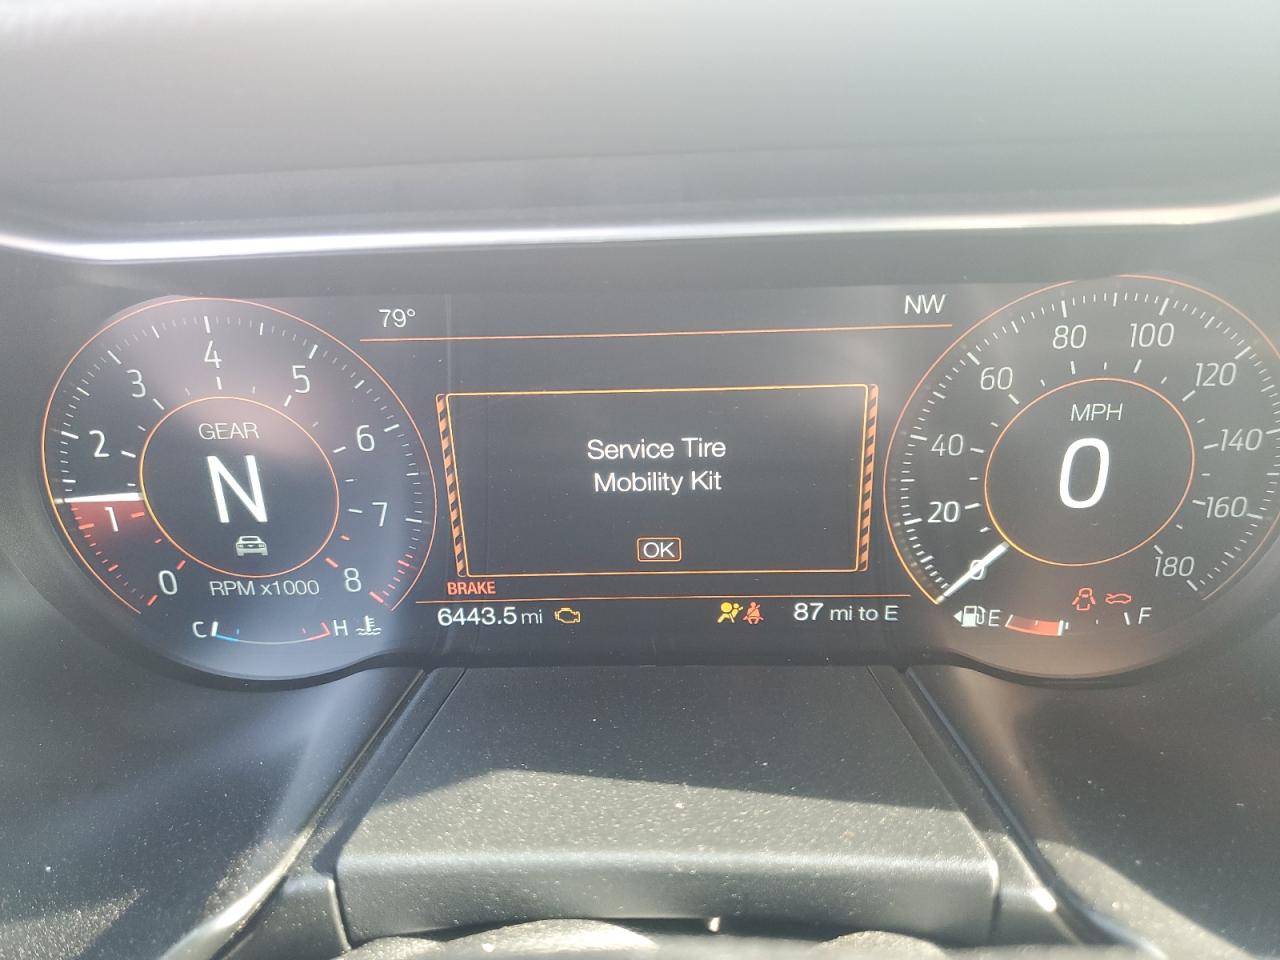 79°
NW
GEAR
N
RPM x1000
0
1
2
3
4
5
6
7
8
C
H
Service Tire
Mobility Kit
OK
BRAKE
6443.5 mi
87 mi to E
MPH
0
0
20
40
60
80
100
120
140
160
180
E
F